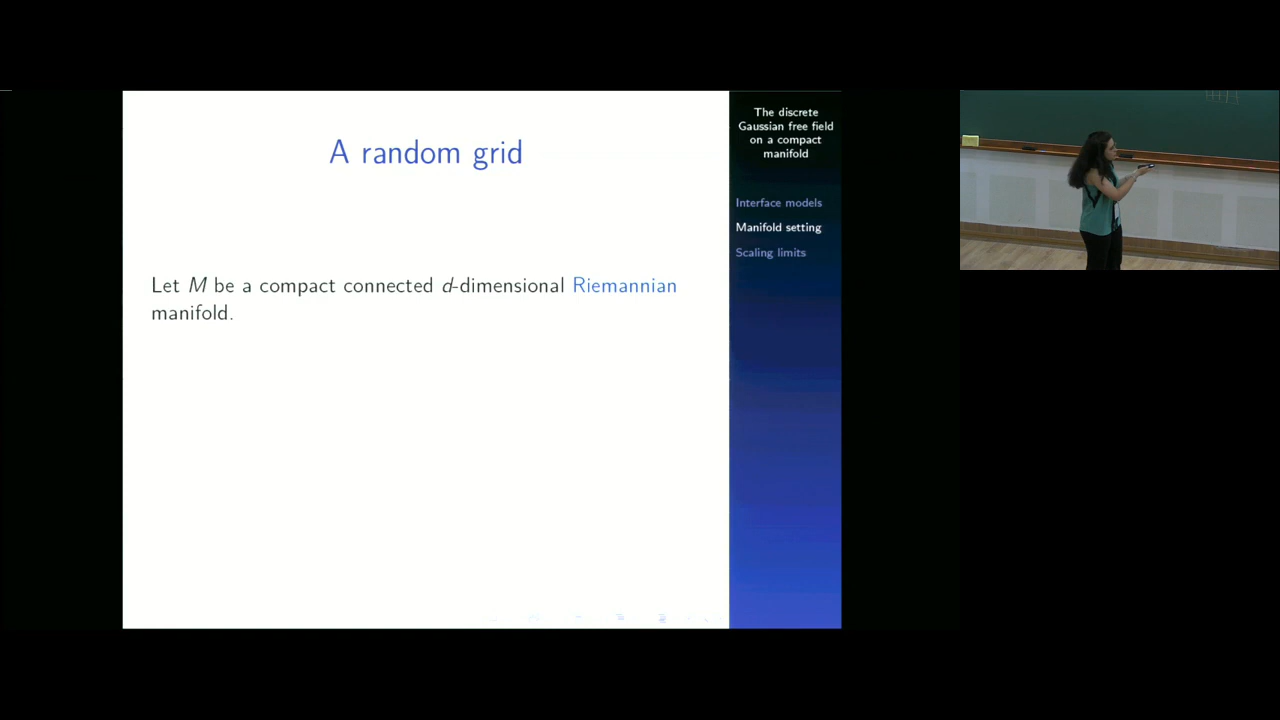 A random grid
Let M be a compact connected d-dimensional Riemannian
manifold.
The discrete
Gaussian free field
on a compact
manifold
Interface models
Manifold setting
Scaling limits